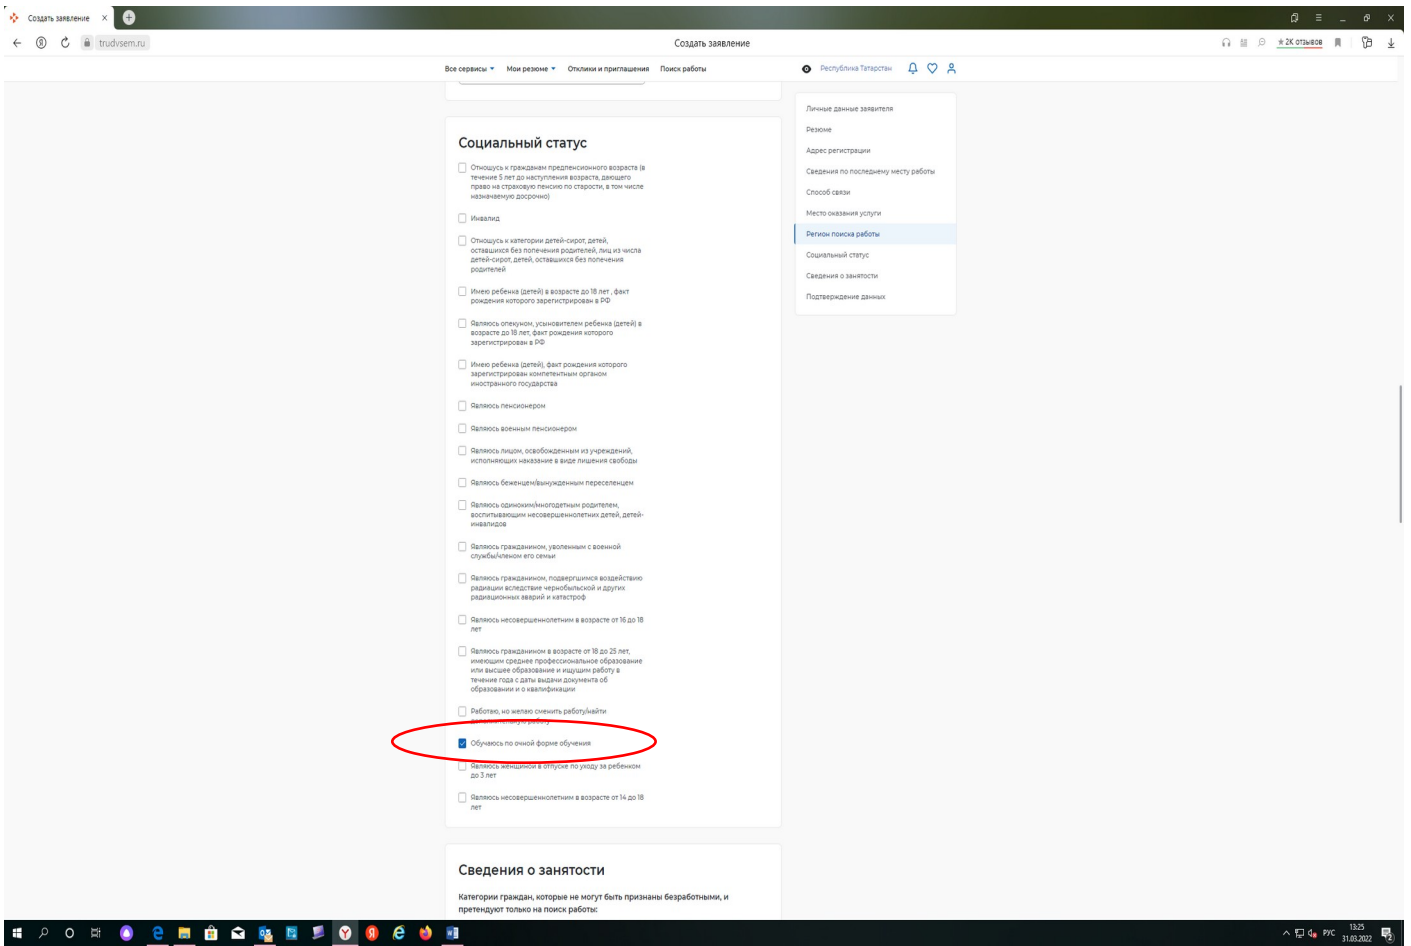 Создать заявление
trudvsem.ru
Создать заявление
★ 2К отзывов
Все сервисы
Мои резюме
Отклики и приглашения
Поиск работы
Республика Татарстан
Личные данные заявителя
Резюме
Адрес регистрации
Сведения по последнему месту работы
Способ связи
Место оказания услуги
Регион поиска работы
Социальный статус
Сведения о занятости
Подтверждение данных
Социальный статус
Отношусь к гражданам предпенсионного возраста (в
течение 5 лет до наступления возраста, дающего
право на страховую пенсию по старости, в том числе
назначаемую досрочно)
Инвалид
Отношусь к категории детей-сирот, детей,
оставшихся без попечения родителей, лиц из числа
детей-сирот, детей, оставшихся без попечения
родителей
Имею ребенка (детей) в возрасте до 18 лет , факт
рождения которого зарегистрирован в РФ
Являюсь опекуном, усыновителем ребенка (детей) в
возрасте до 18 лет, факт рождения которого
зарегистрирован в РФ
Имею ребенка (детей), факт рождения которого
зарегистрирован компетентным органом
иностранного государства
Являюсь пенсионером
Являюсь военным пенсионером
Являюсь лицом, освобожденным из учреждений,
исполняющих наказание в виде лишения свободы
Являюсь беженцем/вынужденным переселенцем
Являюсь одиноким/многодетным родителем,
воспитывающим несовершеннолетних детей, детей-
инвалидов
Являюсь гражданином, уволенным с военной
службы/членом его семьи
Являюсь гражданином, подвергшимся воздействию
радиации вследствие чернобыльской и других
радиационных аварий и катастроф
Являюсь несовершеннолетним в возрасте от 16 до 18
лет
Являюсь гражданином в возрасте от 18 до 25 лет,
имеющим среднее профессиональное образование
или высшее образование и ищущим работу в
течение года с даты выдачи документа об
образовании и о квалификации
Работаю, но желаю сменить работу/найти
дополнительную работу
Обучаюсь по очной форме обучения
Являюсь женщиной в отпуске по уходу за ребенком
до 3 лет
Являюсь несовершеннолетним в возрасте от 14 до 18
лет
Сведения о занятости
Категории граждан, которые не могут быть признаны безработными, и
претендуют только на поиск работы:
РУС
13:25
31.03.2022